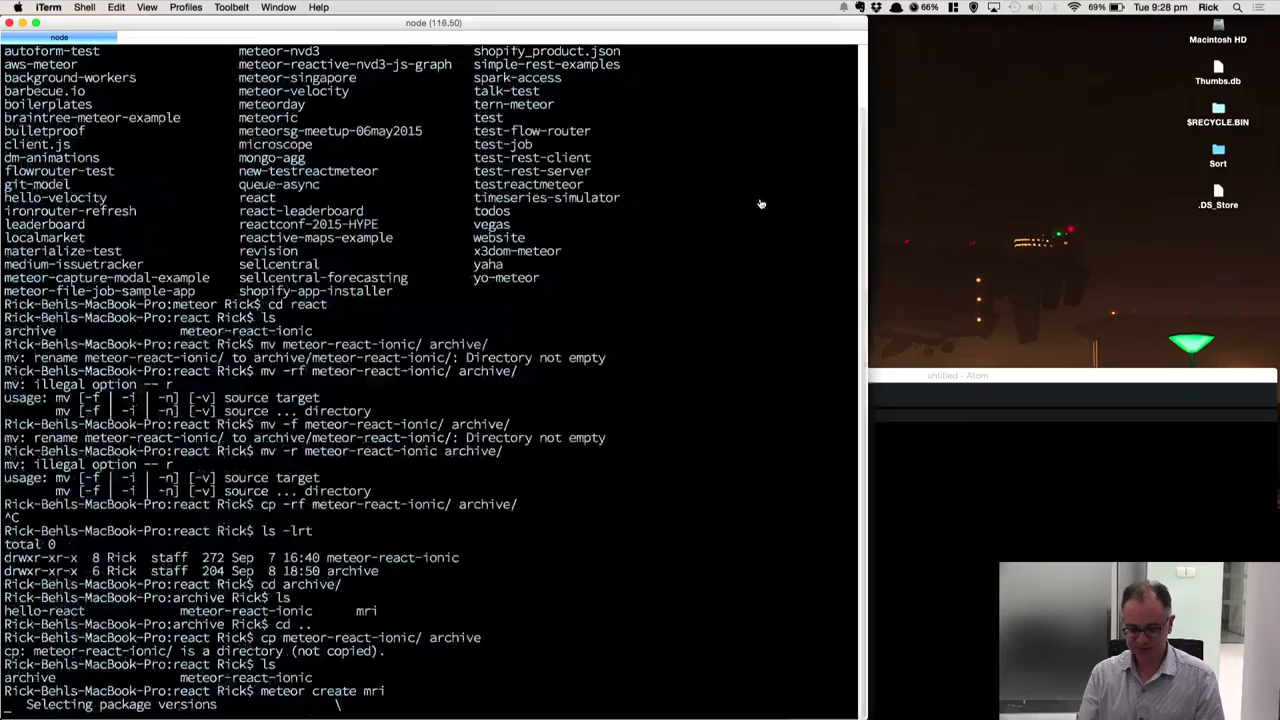 iTerm Shell Edit View Profiles Toolbelt Window Help 66% 69% Tue 9:28 pm Rick
node (116,50)
node
autoform-test meteor-nvd3 shopify_product.json
aws-meteor meteor-reactive-nvd3-js-graph simple-rest-examples
background-workers meteor-singapore spark-access
barbecue.io meteor-velocity talk-test
boilerplates meteorday tern-meteor
braintree-meteor-example meteoric test
bulletproof meteorsg-meetup-06may2015 test-flow-router
client.js microscope test-job
dm-animations mongo-agg test-rest-client
flowrouter-test new-testreactmeteor test-rest-server
git-model queue-async testreactmeteor
hello-velocity react timeseries-simulator
ironrouter-refresh react-leaderboard todos
leaderboard reactconf-2015-HYPE vegas
localmarket reactive-maps-example website
materialize-test revision x3dom-meteor
medium-issuetracker sellcentral yaha
meteor-capture-modal-example sellcentral-forecasting yo-meteor
meteor-file-job-sample-app shopify-app-installer
Rick-Behls-MacBook-Pro:meteor Rick$ cd react
Rick-Behls-MacBook-Pro:react Rick$ ls
archive meteor-react-ionic
Rick-Behls-MacBook-Pro:react Rick$ mv meteor-react-ionic/ archive/
mv: rename meteor-react-ionic/ to archive/meteor-react-ionic/: Directory not empty
Rick-Behls-MacBook-Pro:react Rick$ mv -rf meteor-react-ionic/ archive/
mv: illegal option -- r
usage: mv [-f | -i | -n] [-v] source target
mv [-f | -i | -n] [-v] source ... directory
Rick-Behls-MacBook-Pro:react Rick$ mv -f meteor-react-ionic/ archive/
mv: rename meteor-react-ionic/ to archive/meteor-react-ionic/: Directory not empty
Rick-Behls-MacBook-Pro:react Rick$ mv -r meteor-react-ionic archive/
mv: illegal option -- r
usage: mv [-f | -i | -n] [-v] source target
mv [-f | -i | -n] [-v] source ... directory
Rick-Behls-MacBook-Pro:react Rick$ cp -rf meteor-react-ionic/ archive/
^C
Rick-Behls-MacBook-Pro:react Rick$ ls -lrt
total 0
drwxr-xr-x 8 Rick staff 272 Sep 7 16:40 meteor-react-ionic
drwxr-xr-x 6 Rick staff 204 Sep 8 18:50 archive
Rick-Behls-MacBook-Pro:react Rick$ cd archive/
Rick-Behls-MacBook-Pro:archive Rick$ ls
hello-react meteor-react-ionic mri
Rick-Behls-MacBook-Pro:archive Rick$ cd ..
Rick-Behls-MacBook-Pro:react Rick$ cp meteor-react-ionic/ archive
cp: meteor-react-ionic/ is a directory (not copied).
Rick-Behls-MacBook-Pro:react Rick$ ls
archive meteor-react-ionic
Rick-Behls-MacBook-Pro:react Rick$ meteor create mri
Selecting package versions \
Macintosh HD
Thumbs.db
$RECYCLE.BIN
Sort
.DS_Store
untitled - Atom